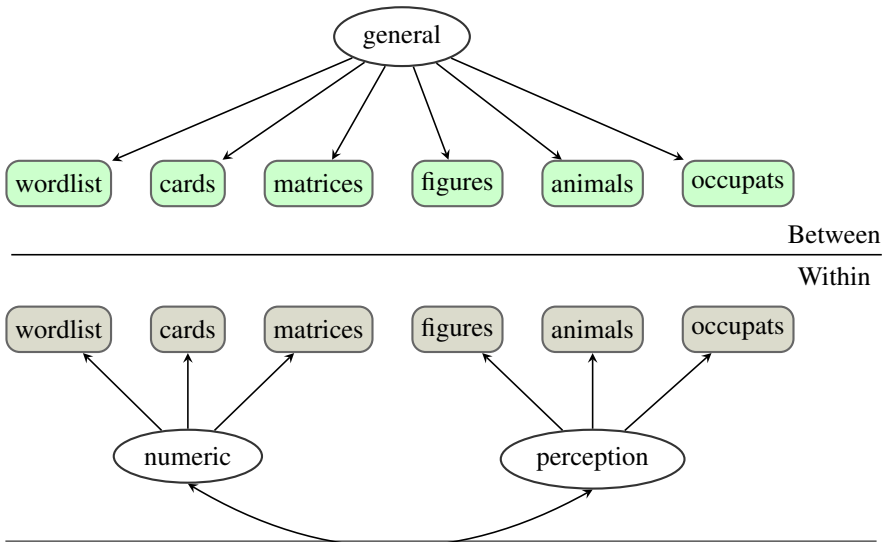 general
wordlist cards matrices figures animals occupats
Between
Within
wordlist cards matrices figures animals occupats
numeric perception